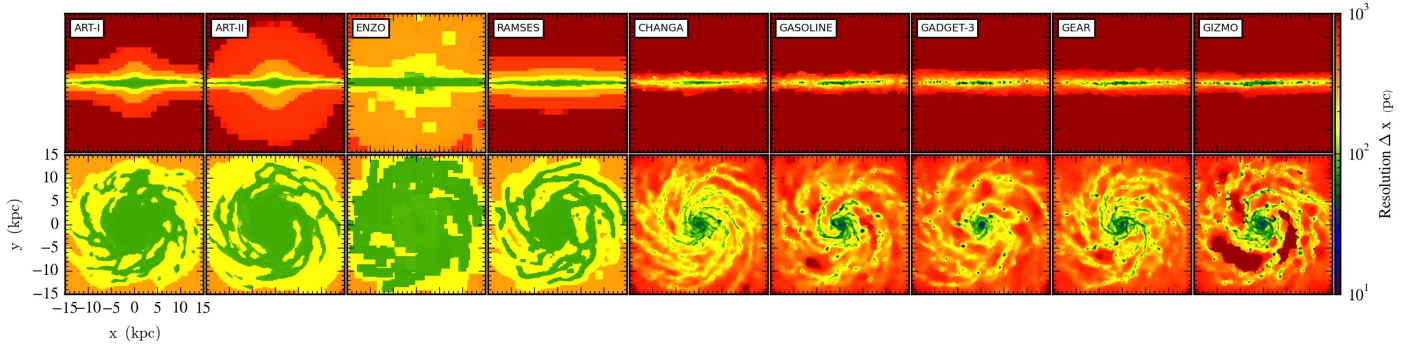 ART-I ART-II ENZO RAMSES CHANGA GASOLINE GADGET-3 GEAR GIZMO
10³
10²
10¹
Resolution Δ x (pc)
15
10
5
0
−5
−10
−15
y (kpc)
−15 −10 −5 0 5 10 15
x (kpc)